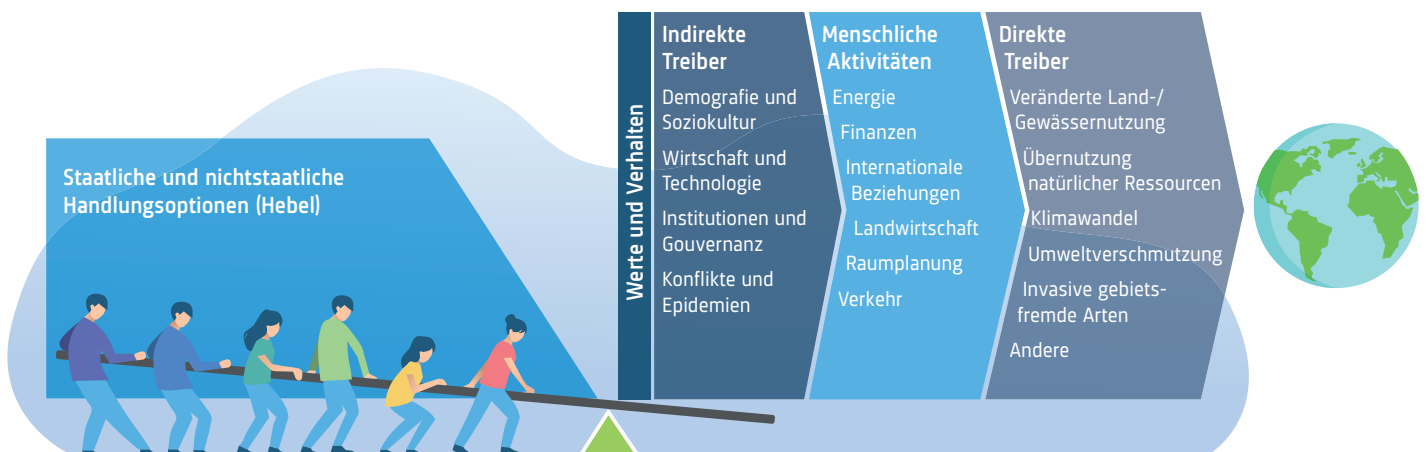 Staatliche und nichtstaatliche
Handlungsoptionen (Hebel)
Werte und Verhalten
Indirekte
Treiber
Demografie und
Soziokultur
Wirtschaft und
Technologie
Institutionen und
Gouvernanz
Konflikte und
Epidemien
Menschliche
Aktivitäten
Energie
Finanzen
Internationale
Beziehungen
Landwirtschaft
Raumplanung
Verkehr
Direkte
Treiber
Veränderte Land-/
Gewässernutzung
Übernutzung
natürlicher Ressourcen
Klimawandel
Umweltverschmutzung
Invasive gebiets-
fremde Arten
Andere